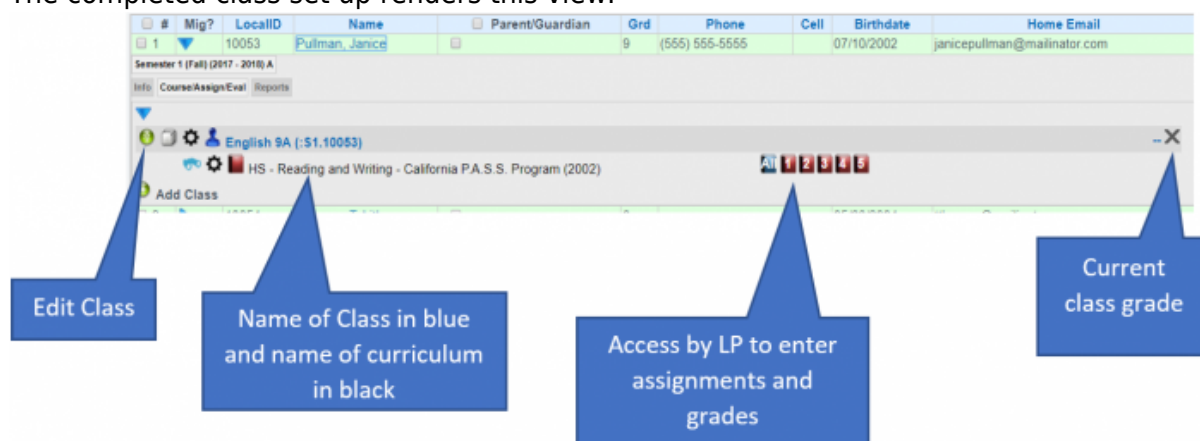 The completed class set up renders this view.
# Mig? LocalID Name Parent/Guardian Grd Phone Cell Birthdate Home Email
1 10053 Pullman, Janice 9 (555) 555-5555 07/10/2002 janicepullman@mailinator.com
Semester 1 (Fall) (2017 - 2018) A
Info Course/Assign/Eval Reports
English 9A (:S1.10053)
HS - Reading and Writing - California P.A.S.S. Program (2002) All 1 2 3 4 5
Add Class
Edit Class
Name of Class in blue
and name of curriculum
in black
Access by LP to enter
assignments and
grades
Current
class grade